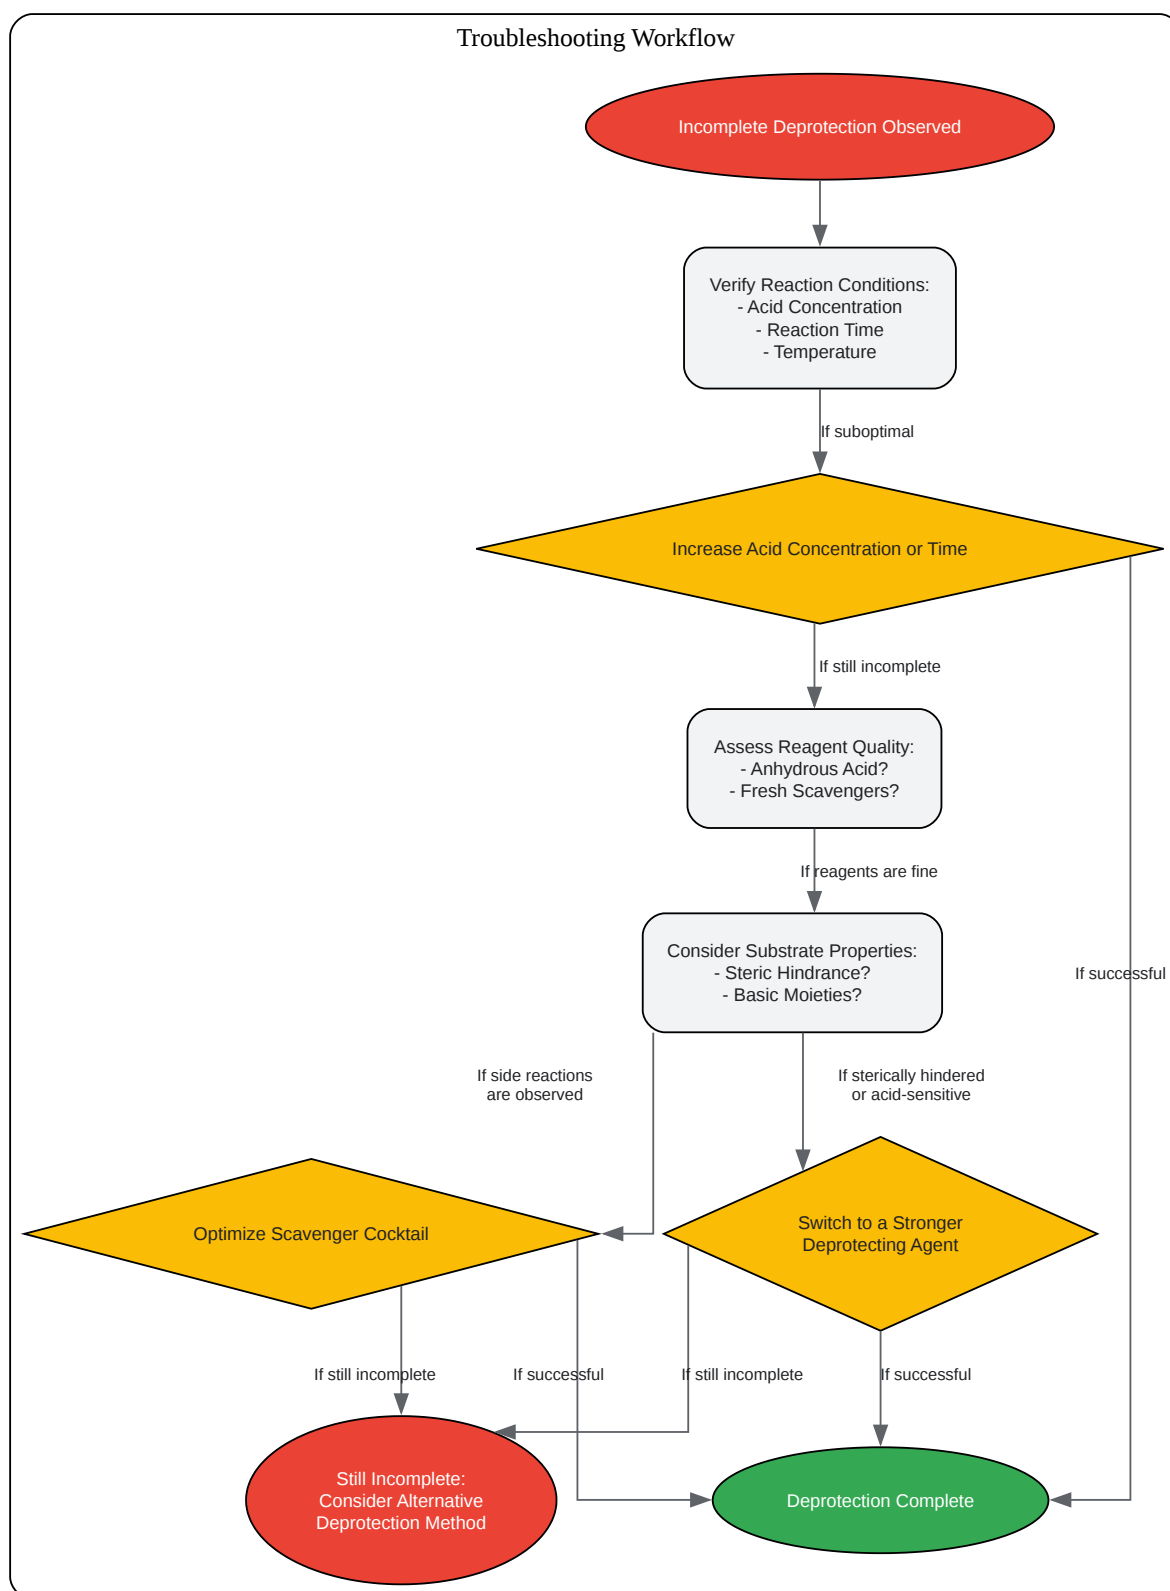 Troubleshooting Workflow
Incomplete Deprotection Observed
Verify Reaction Conditions:
- Acid Concentration
- Reaction Time
- Temperature
If suboptimal
Increase Acid Concentration or Time
If still incomplete
Assess Reagent Quality:
- Anhydrous Acid?
- Fresh Scavengers?
If reagents are fine
Consider Substrate Properties:
- Steric Hindrance?
- Basic Moieties?
If successful
If side reactions
are observed
If sterically hindered
or acid-sensitive
Optimize Scavenger Cocktail
Switch to a Stronger
Deprotecting Agent
If still incomplete
If successful
If still incomplete
If successful
Still Incomplete:
Consider Alternative
Deprotection Method
Deprotection Complete